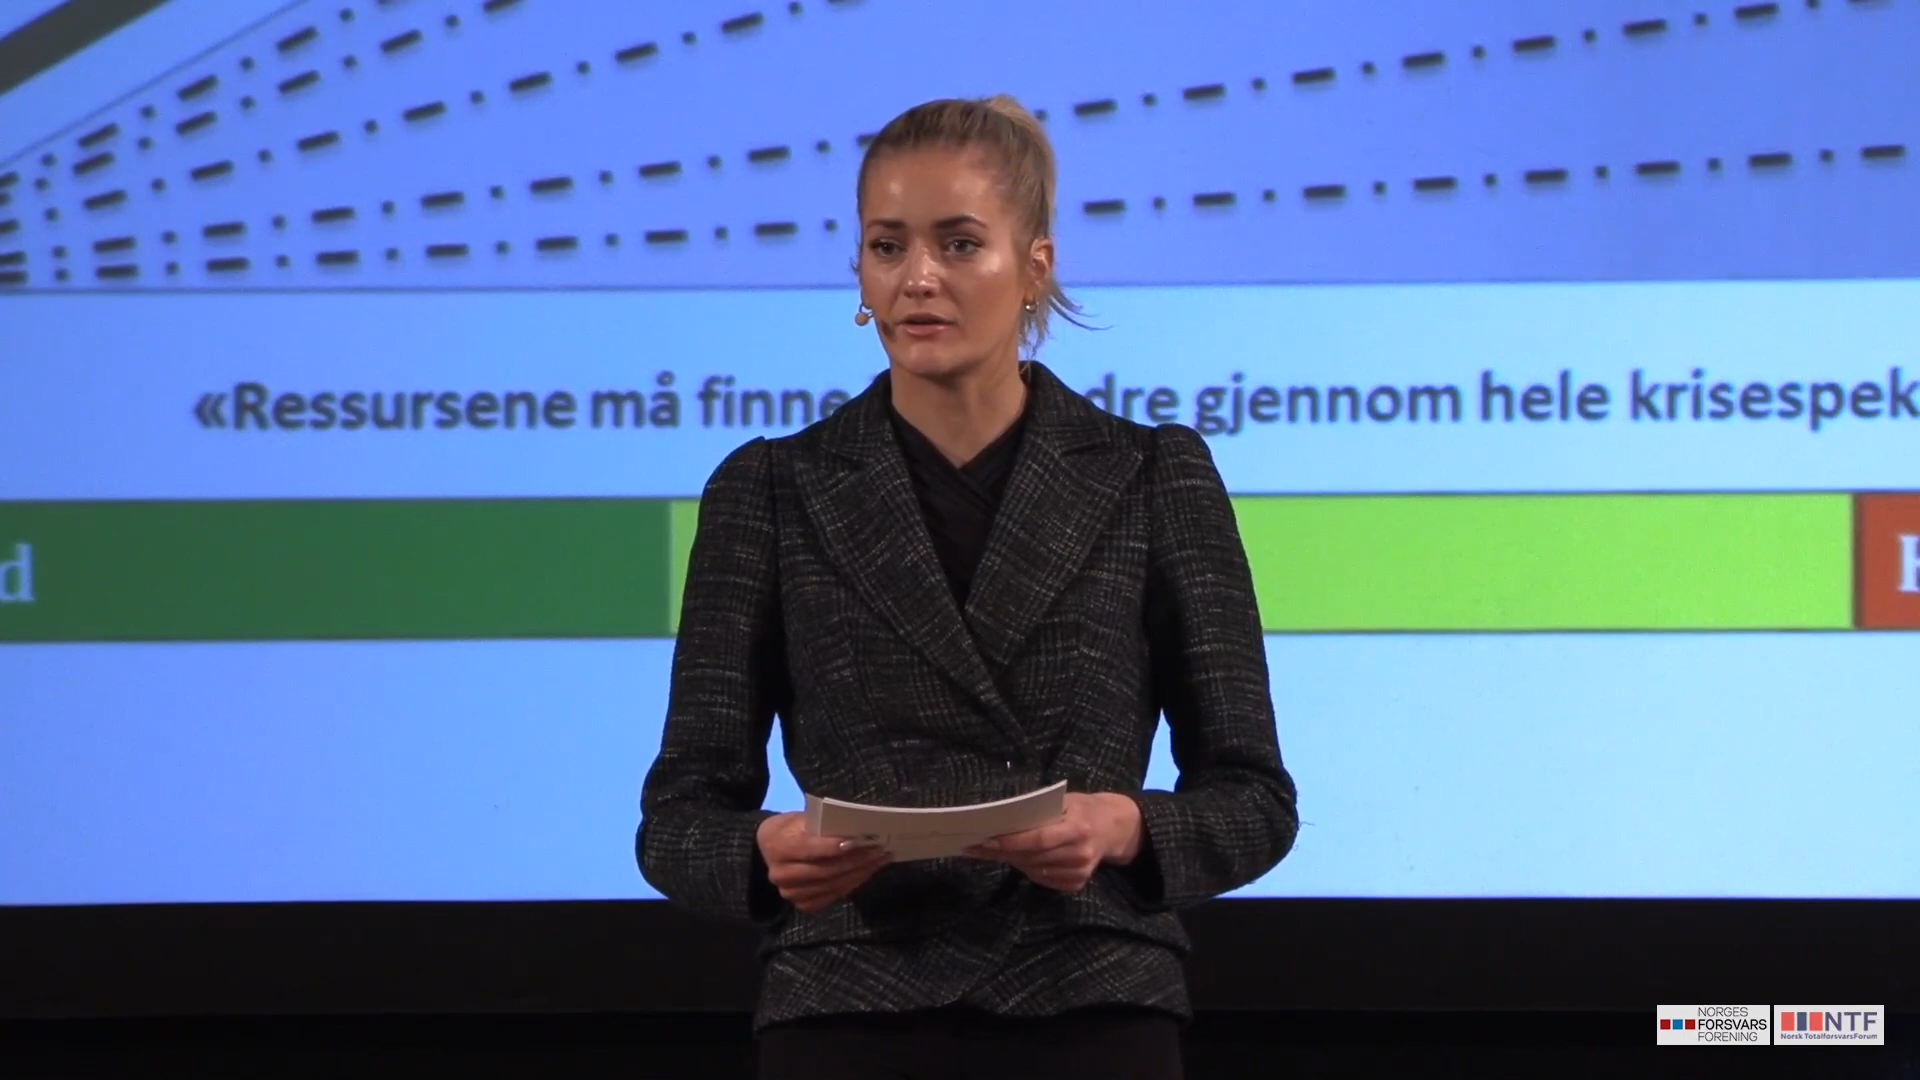 «Ressursene må finne dre gjennom hele krisespek
d
NORGES
FORSVARS
FORENING
NTF
Norsk TotalforsvarsForum